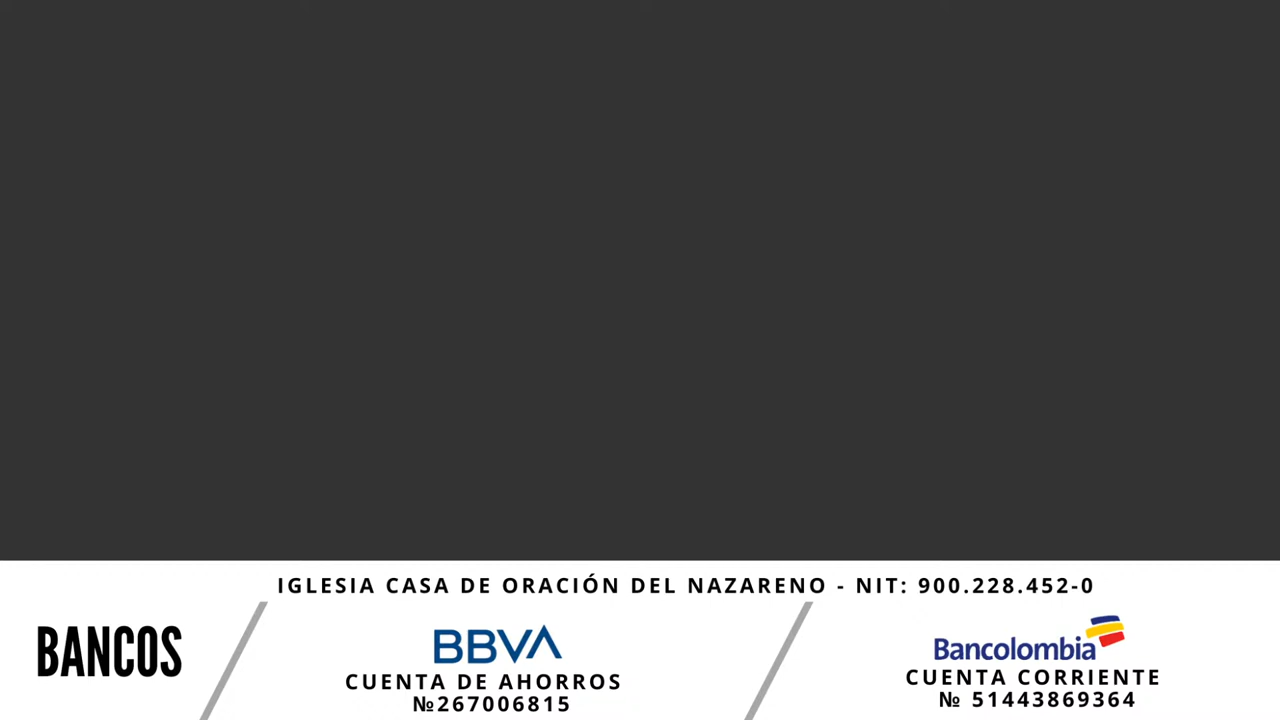 IGLESIA CASA DE ORACIÓN DEL NAZARENO - NIT: 900.228.452-0
BANCOS
BBVA
CUENTA DE AHORROS
№267006815
Bancolombia
CUENTA CORRIENTE
№ 51443869364